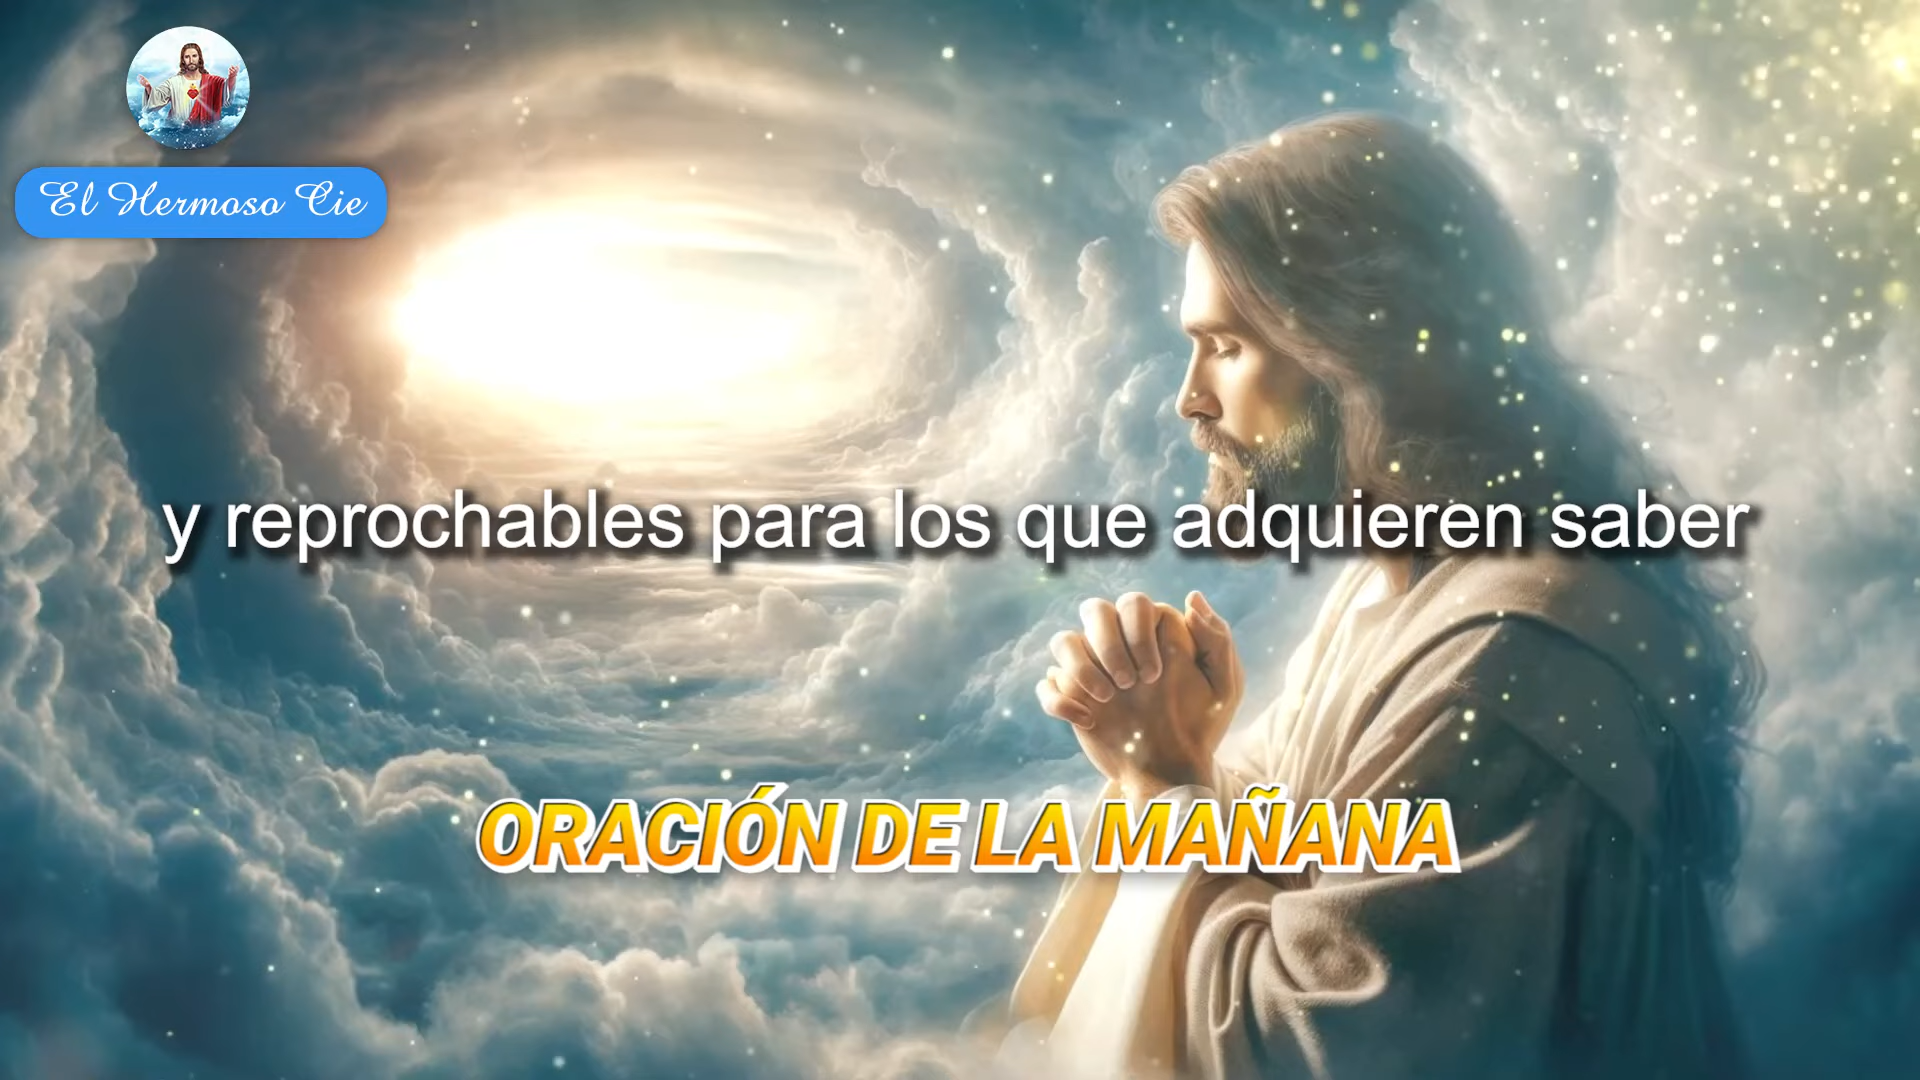 El Hermoso Cie
y reprochables para los que adquieren saber
ORACIÓN DE LA MAÑANA